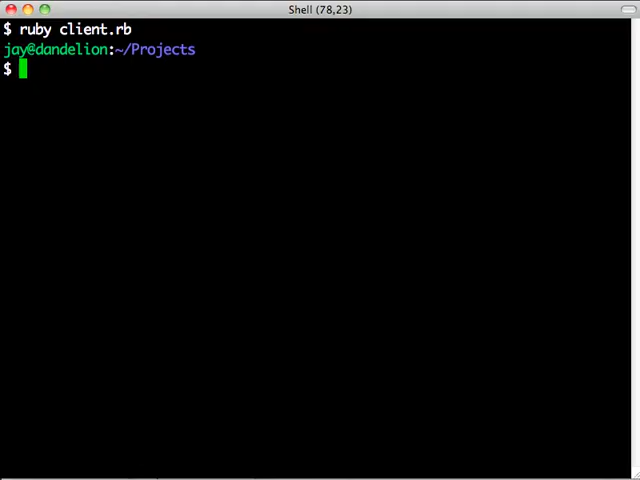 Shell (78,23)
$ ruby client.rb
jay@dandelion:~/Projects
$